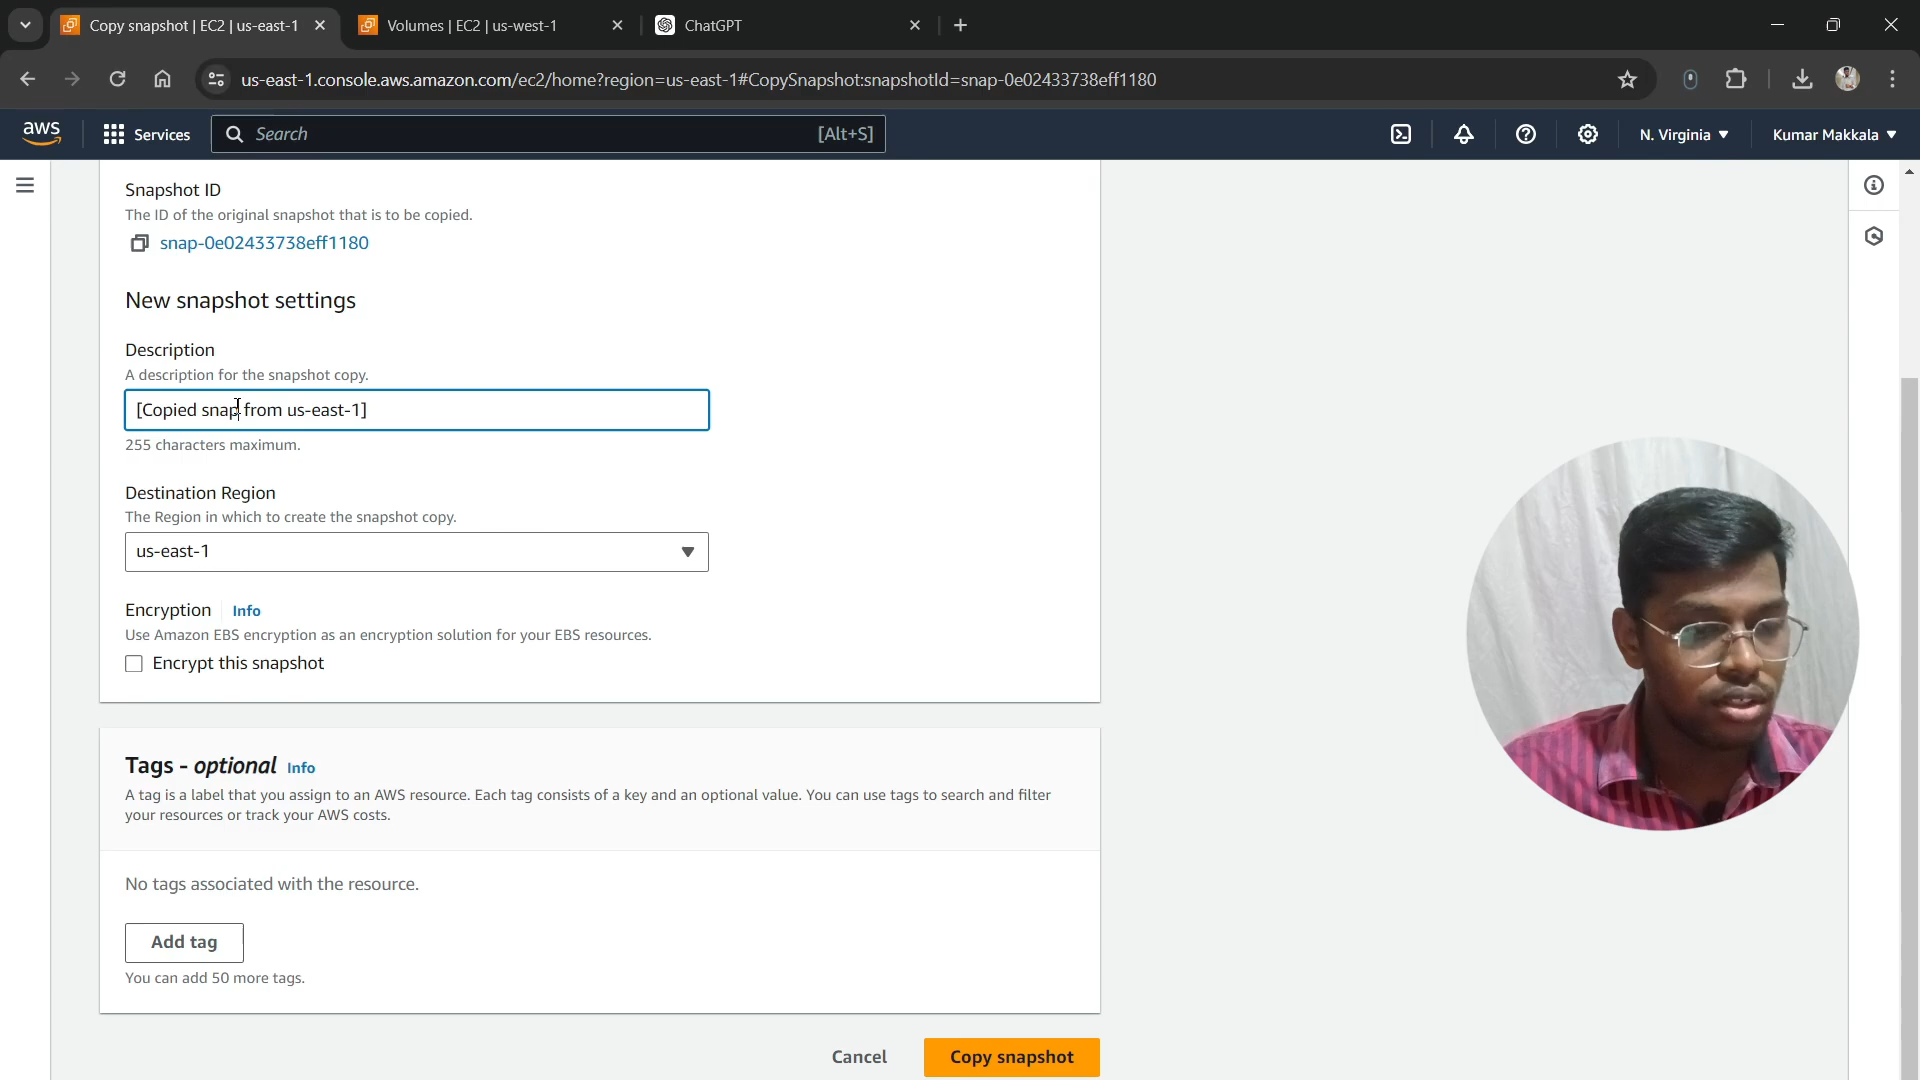 Copy snapshot | EC2 | us-east-1
Volumes | EC2 | us-west-1
ChatGPT
us-east-1.console.aws.amazon.com/ec2/home?region=us-east-1#CopySnapshot:snapshotId=snap-0e02433738eff1180
aws
Services
Search
[Alt+S]
N. Virginia
Kumar Makkala
Snapshot ID
The ID of the original snapshot that is to be copied.
snap-0e02433738eff1180
New snapshot settings
Description
A description for the snapshot copy.
[Copied snap from us-east-1]
255 characters maximum.
Destination Region
The Region in which to create the snapshot copy.
us-east-1
Encryption Info
Use Amazon EBS encryption as an encryption solution for your EBS resources.
Encrypt this snapshot
Tags - optional Info
A tag is a label that you assign to an AWS resource. Each tag consists of a key and an optional value. You can use tags to search and filter
your resources or track your AWS costs.
No tags associated with the resource.
Add tag
You can add 50 more tags.
Cancel
Copy snapshot